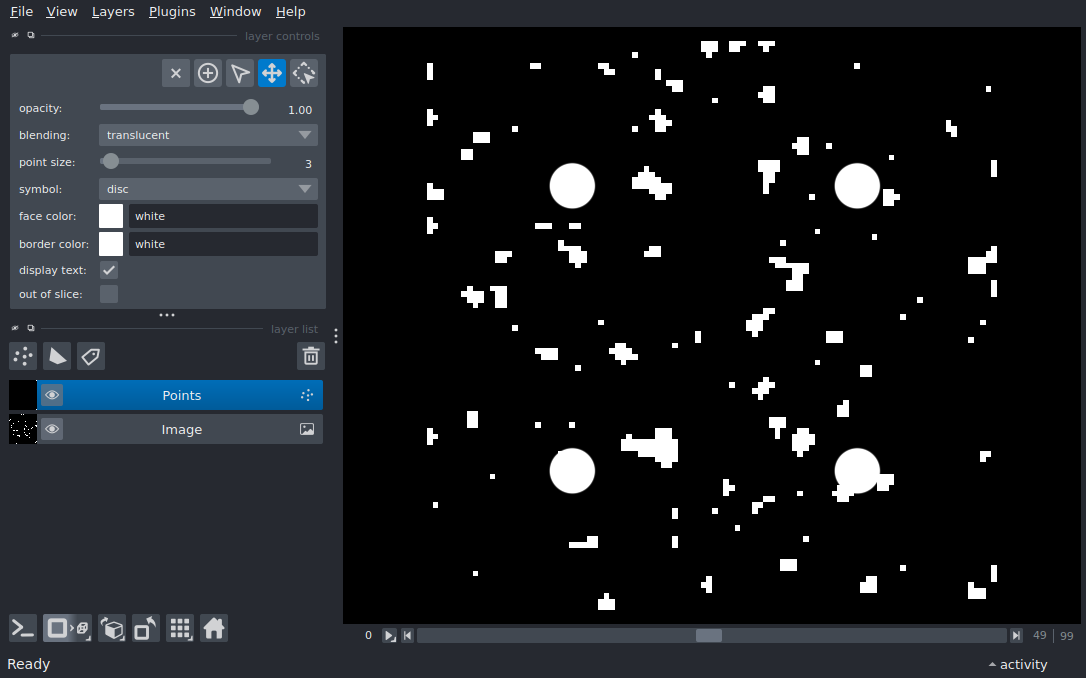 File View Layers Plugins Window Help
layer controls
opacity: 1.00
blending: translucent
point size: 3
symbol: disc
face color: white
border color: white
display text:
out of slice:
layer list
Points
Image
0 49 99
Ready activity